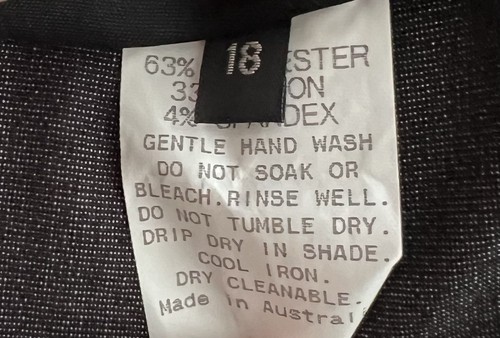 18
63% ESTER
33 ON
4% S DEX
GENTLE HAND WASH
DO NOT SOAK OR
BLEACH. RINSE WELL.
DO NOT TUMBLE DRY.
DRIP DRY IN SHADE.
COOL IRON.
DRY CLEANABLE.
Made in Austral